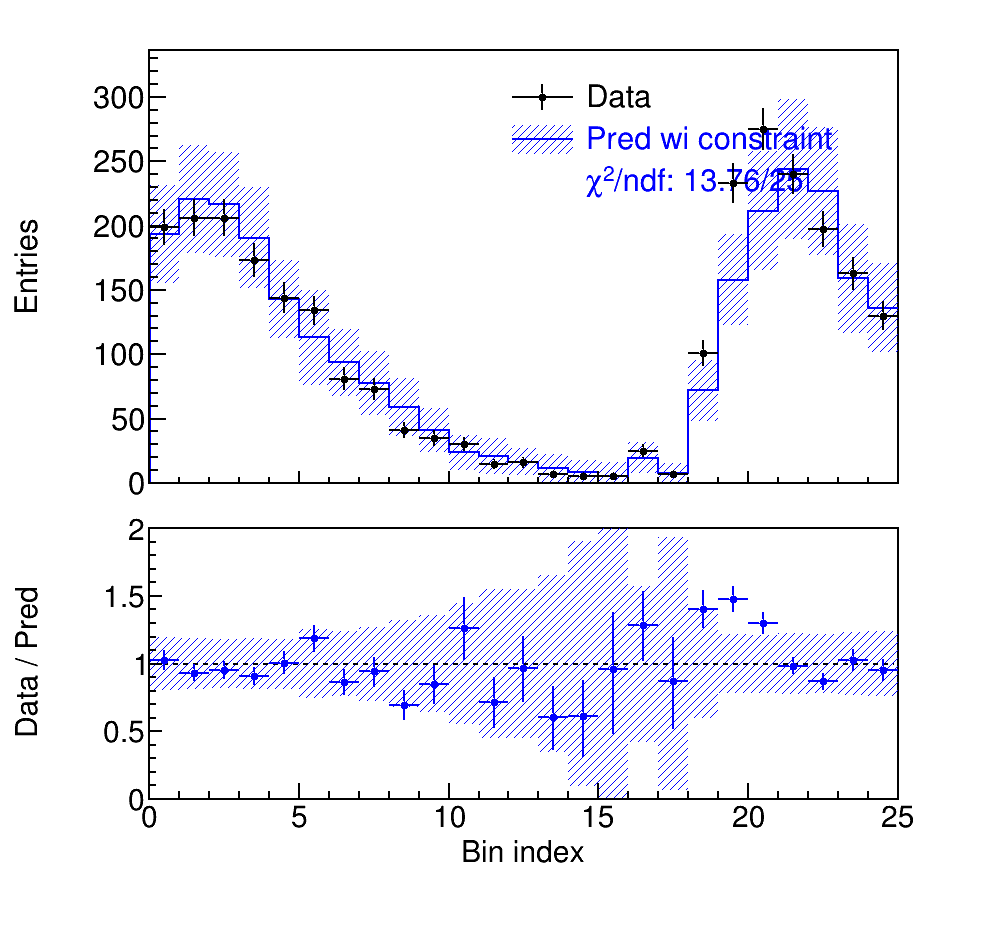 300
250
200
150
100
50
0
Entries
Data
Pred wi constraint
χ²/ndf: 13.76/25
2
1.5
1
0.5
0
Data / Pred
0 5 10 15 20 25
Bin index